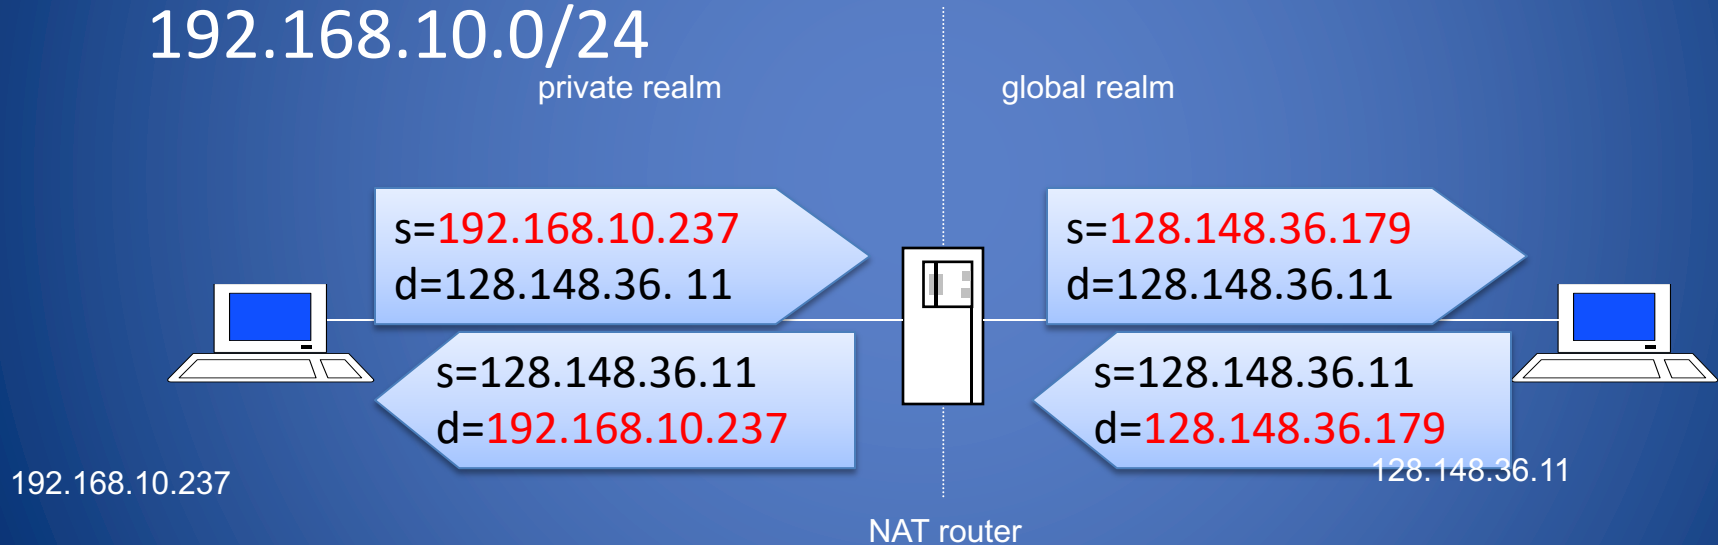 192.168.10.0/24
private realm
global realm
s=192.168.10.237
d=128.148.36. 11
s=128.148.36.179
d=128.148.36.11
s=128.148.36.11
d=192.168.10.237
s=128.148.36.11
d=128.148.36.179
192.168.10.237
128.148.36.11
NAT router